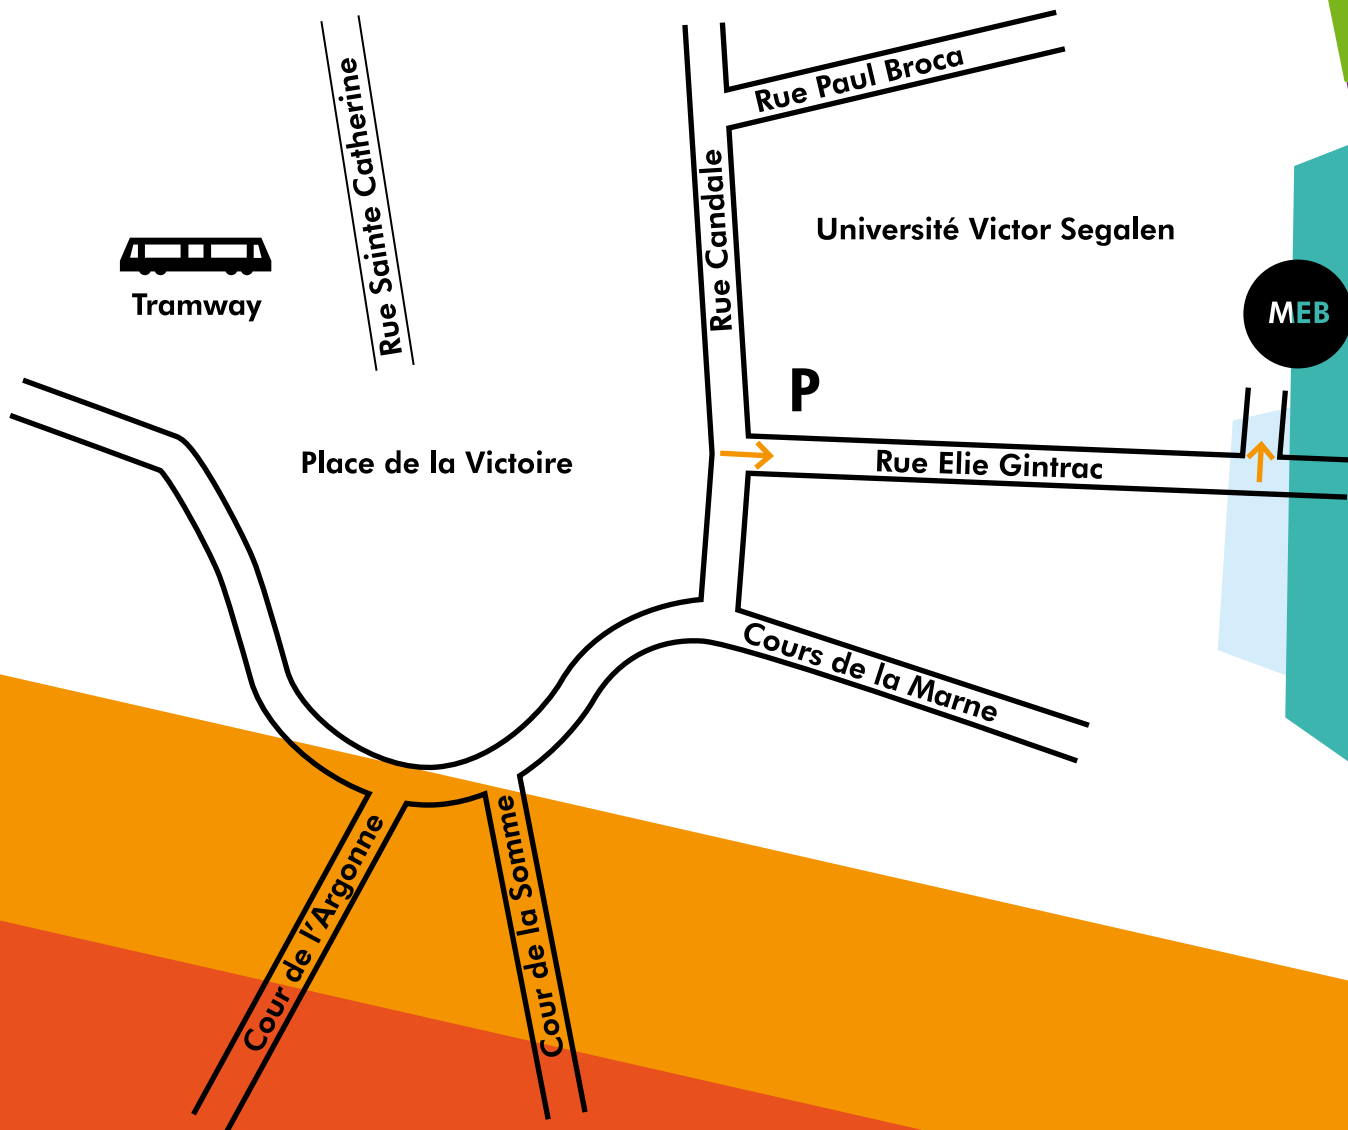 Rue Paul Broca
Rue Sainte Catherine
Rue Candale
Université Victor Segalen
Tramway
MEB
P
Place de la Victoire
Rue Elie Gintrac
Cours de la Marne
Cour de l'Argonne
Cour de la Somme